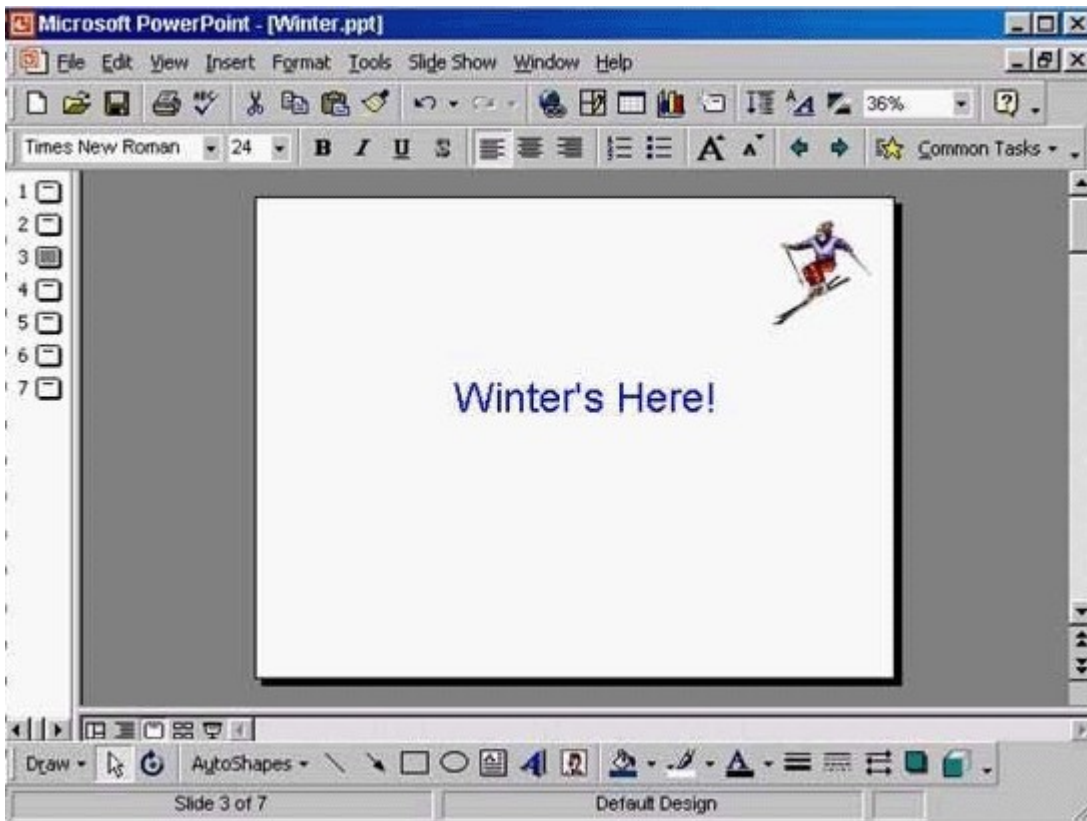 Microsoft PowerPoint - [Winter.ppt]
File Edit View Insert Format Tools Slide Show Window Help
36%
Times New Roman 24 B I U S Common Tasks
1
2
3
4
5
6
7
Winter's Here!
Draw AutoShapes
Slide 3 of 7 Default Design